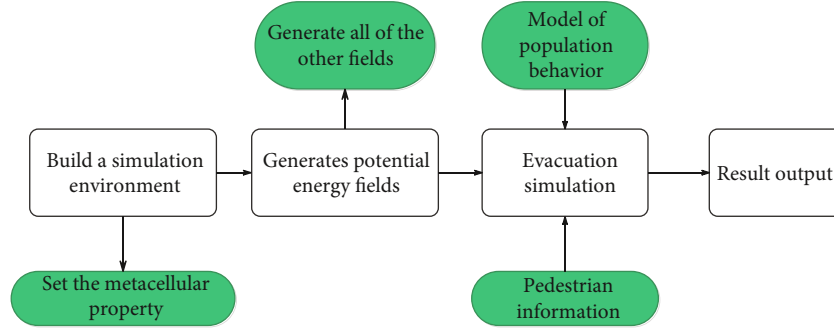 Generate all of the
other fields
Model of
population
behavior
Build a simulation
environment
Generates potential
energy fields
Evacuation
simulation
Result output
Set the metacellular
property
Pedestrian
information